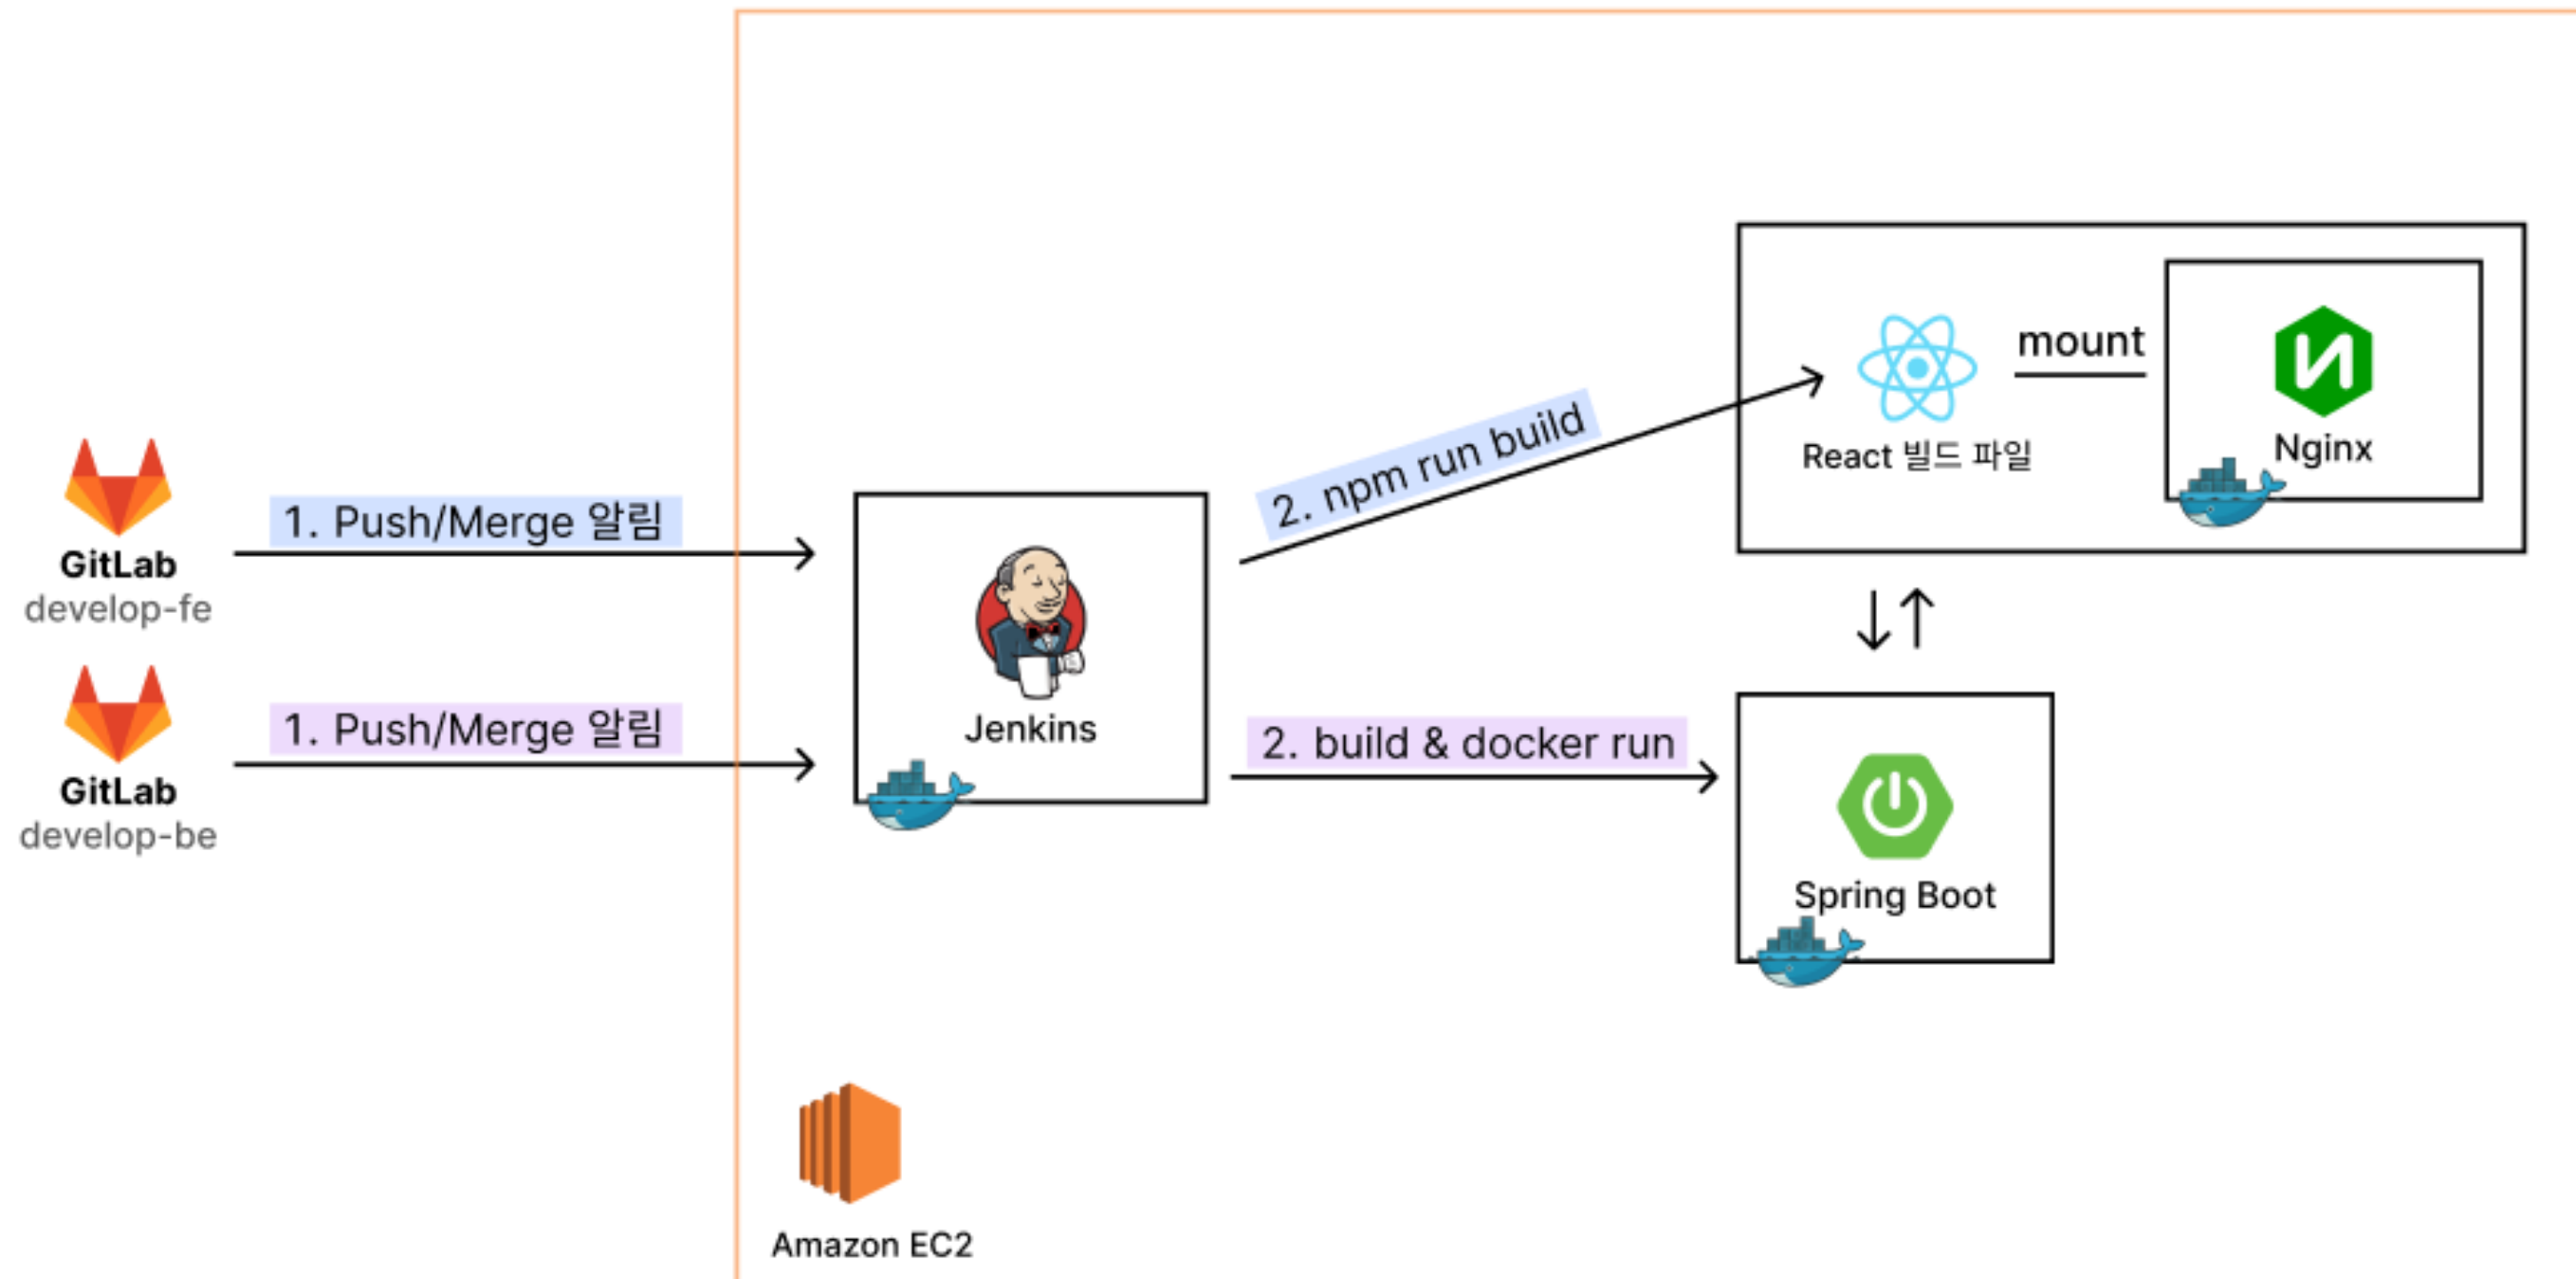 GitLab
develop-fe
1. Push/Merge 알림
GitLab
develop-be
1. Push/Merge 알림
Jenkins
2. npm run build
2. build & docker run
React 빌드 파일
mount
Nginx
Spring Boot
Amazon EC2